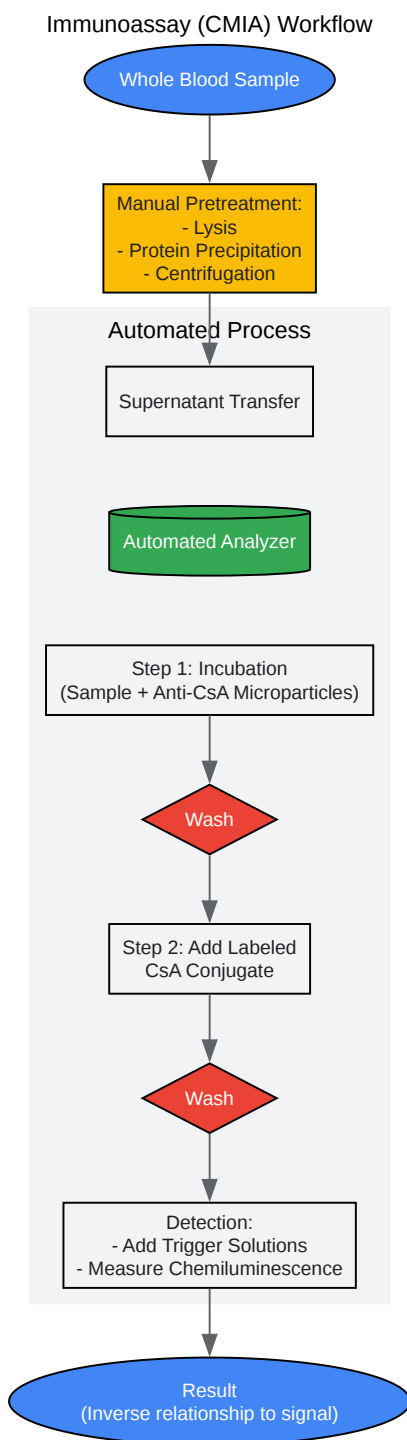 Immunoassay (CMIA) Workflow
Whole Blood Sample
Manual Pretreatment:
- Lysis
- Protein Precipitation
- Centrifugation
Automated Process
Supernatant Transfer
Automated Analyzer
Step 1: Incubation
(Sample + Anti-CsA Microparticles)
Wash
Step 2: Add Labeled
CsA Conjugate
Wash
Detection:
- Add Trigger Solutions
- Measure Chemiluminescence
Result
(Inverse relationship to signal)